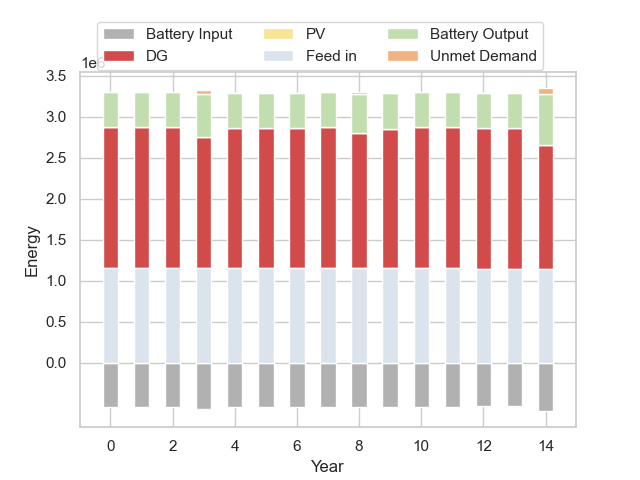 Battery Input PV Battery Output
DG Feed in Unmet Demand
1e6
3.5
3.0
2.5
2.0
1.5
1.0
0.5
0.0
Energy
0 2 4 6 8 10 12 14
Year